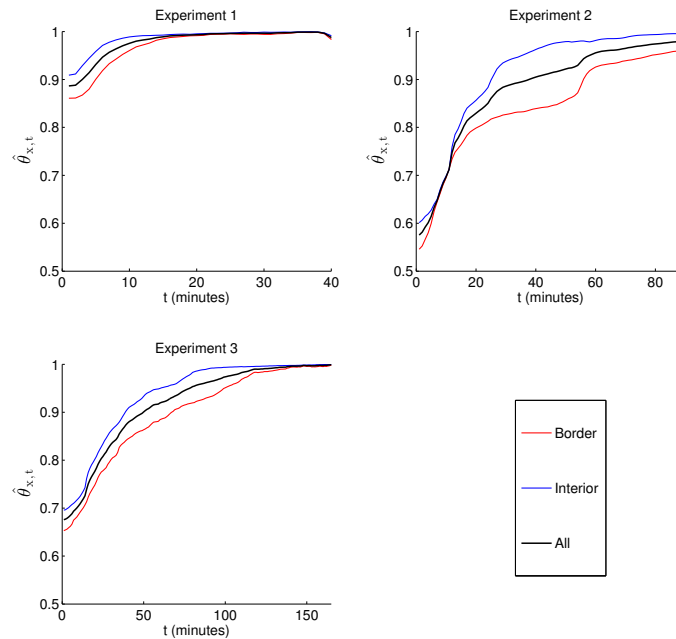 Experiment 1
1
0.9
0.8
0.7
0.6
0.5
θ̂x,t
0 10 20 30 40
t (minutes)
Experiment 2
1
0.9
0.8
0.7
0.6
0.5
θ̂x,t
0 20 40 60 80
t (minutes)
Experiment 3
1
0.9
0.8
0.7
0.6
0.5
θ̂x,t
0 50 100 150
t (minutes)
Border
Interior
All